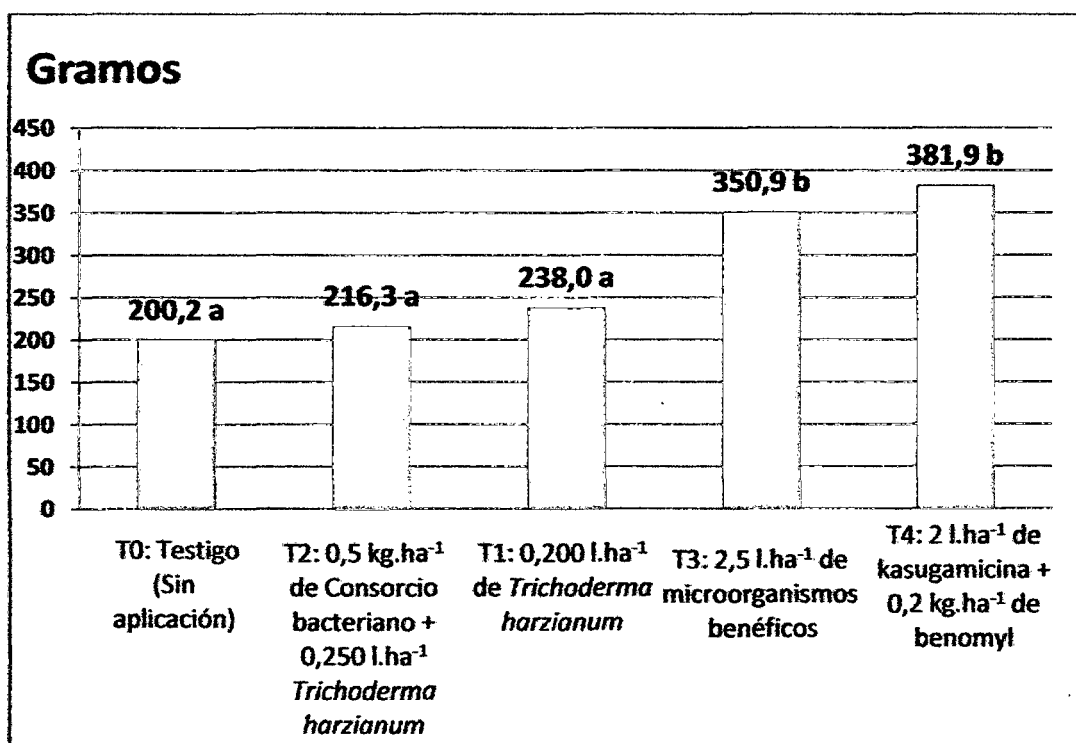 Gramos
450
400
350
300
250
200
150
100
50
0
200,2 a
216,3 a
238,0 a
350,9 b
381,9 b
T0: Testigo
(Sin
aplicación)
T2: 0,5 kg.ha⁻¹
de Consorcio
bacteriano +
0,250 l.ha⁻¹
Trichoderma
harzianum
T1: 0,200 l.ha⁻¹
de Trichoderma
harzianum
T3: 2,5 l.ha⁻¹ de
microorganismos
benéficos
T4: 2 l.ha⁻¹ de
kasugamicina +
0,2 kg.ha⁻¹ de
benomyl